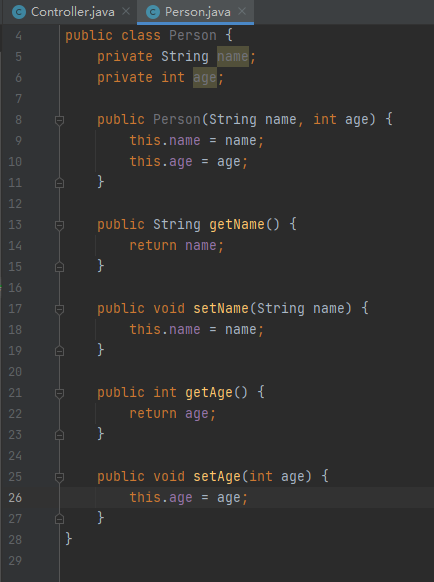 Controller.java × Person.java ×
4 public class Person {
5     private String name;
6     private int age;
7
8     public Person(String name, int age) {
9         this.name = name;
10         this.age = age;
11     }
12
13     public String getName() {
14         return name;
15     }
16
17     public void setName(String name) {
18         this.name = name;
19     }
20
21     public int getAge() {
22         return age;
23     }
24
25     public void setAge(int age) {
26         this.age = age;
27     }
28 }
29